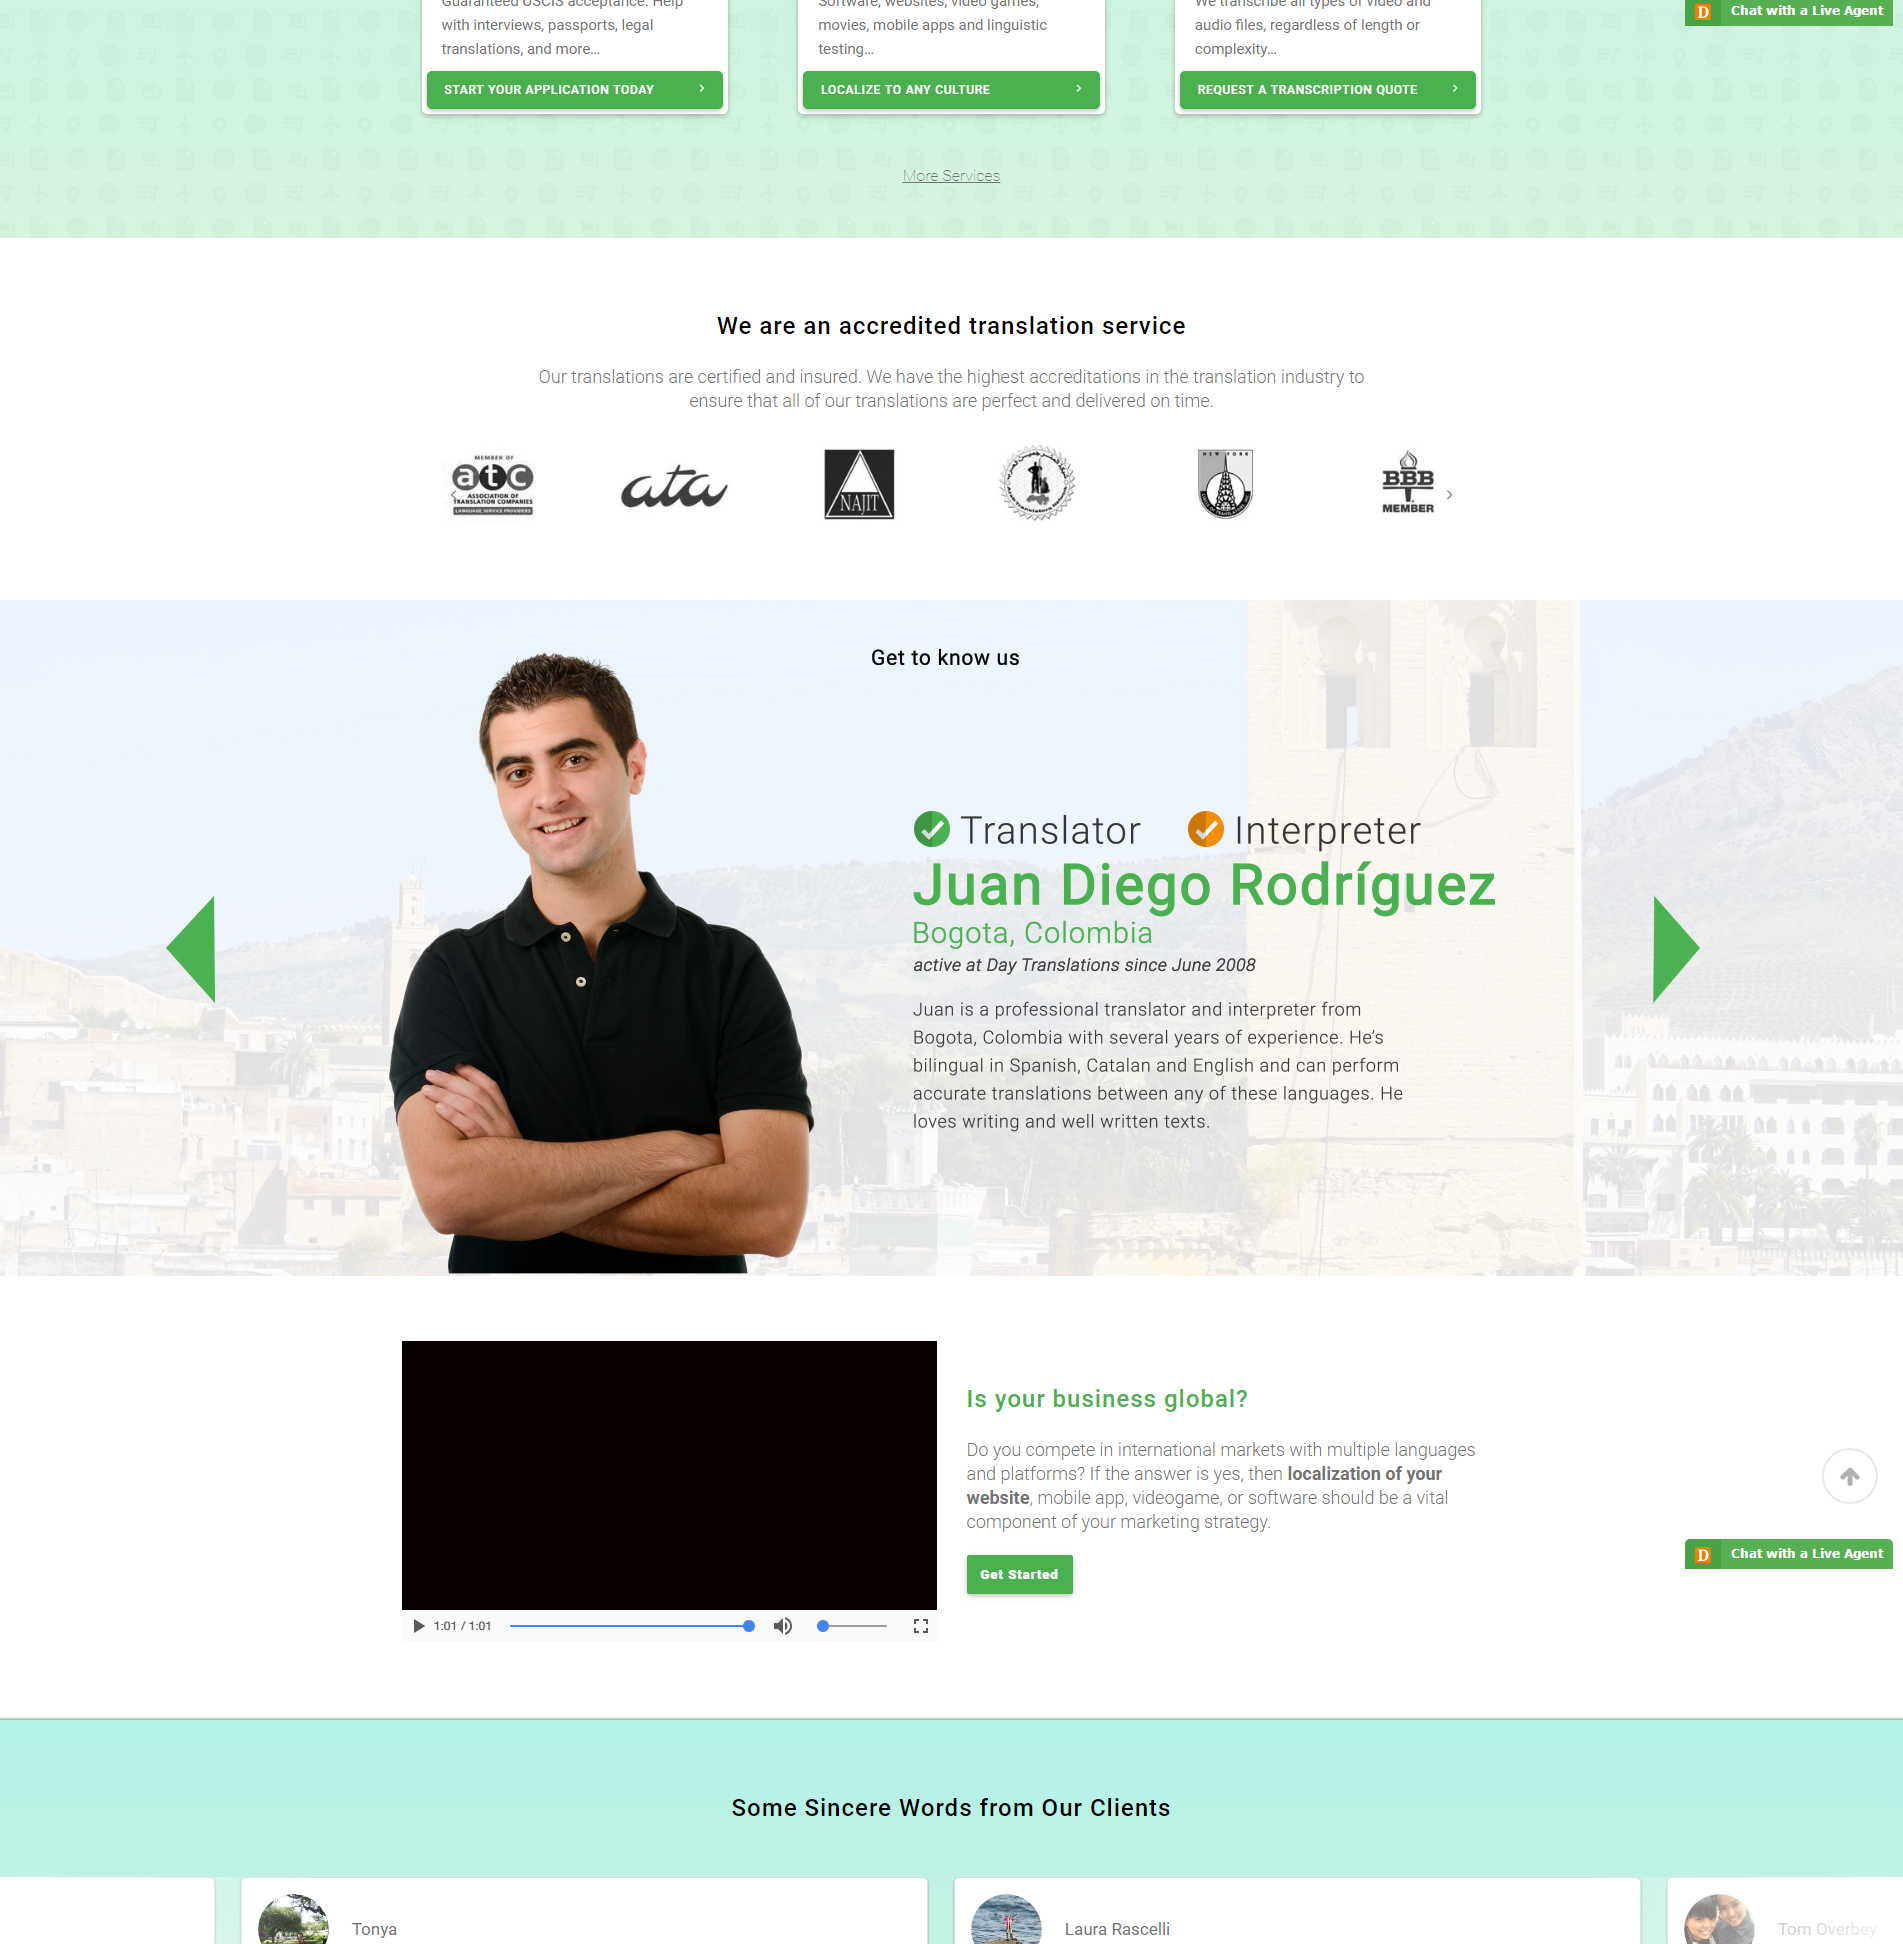 Guaranteed USCIS acceptance. Help
with interviews, passports, legal
translations, and more...
START YOUR APPLICATION TODAY
Software, websites, video games,
movies, mobile apps and linguistic
testing...
LOCALIZE TO ANY CULTURE
We transcribe all types of video and
audio files, regardless of length or
complexity...
REQUEST A TRANSCRIPTION QUOTE
D Chat with a Live Agent
More Services
We are an accredited translation service
Our translations are certified and insured. We have the highest accreditations in the translation industry to
ensure that all of our translations are perfect and delivered on time.
MEMBER OF
atc
ASSOCIATION OF
TRANSLATION COMPANIES
LANGUAGE SERVICE PROVIDERS
ata
NAJIT
NEW YORK
BBB
MEMBER
Get to know us
Translator Interpreter
Juan Diego Rodríguez
Bogota, Colombia
active at Day Translations since June 2008
Juan is a professional translator and interpreter from
Bogota, Colombia with several years of experience. He's
bilingual in Spanish, Catalan and English and can perform
accurate translations between any of these languages. He
loves writing and well written texts.
1:01 / 1:01
Is your business global?
Do you compete in international markets with multiple languages
and platforms? If the answer is yes, then localization of your
website, mobile app, videogame, or software should be a vital
component of your marketing strategy.
Get Started
D Chat with a Live Agent
Some Sincere Words from Our Clients
Tonya
Laura Rascelli
Tom Overbey